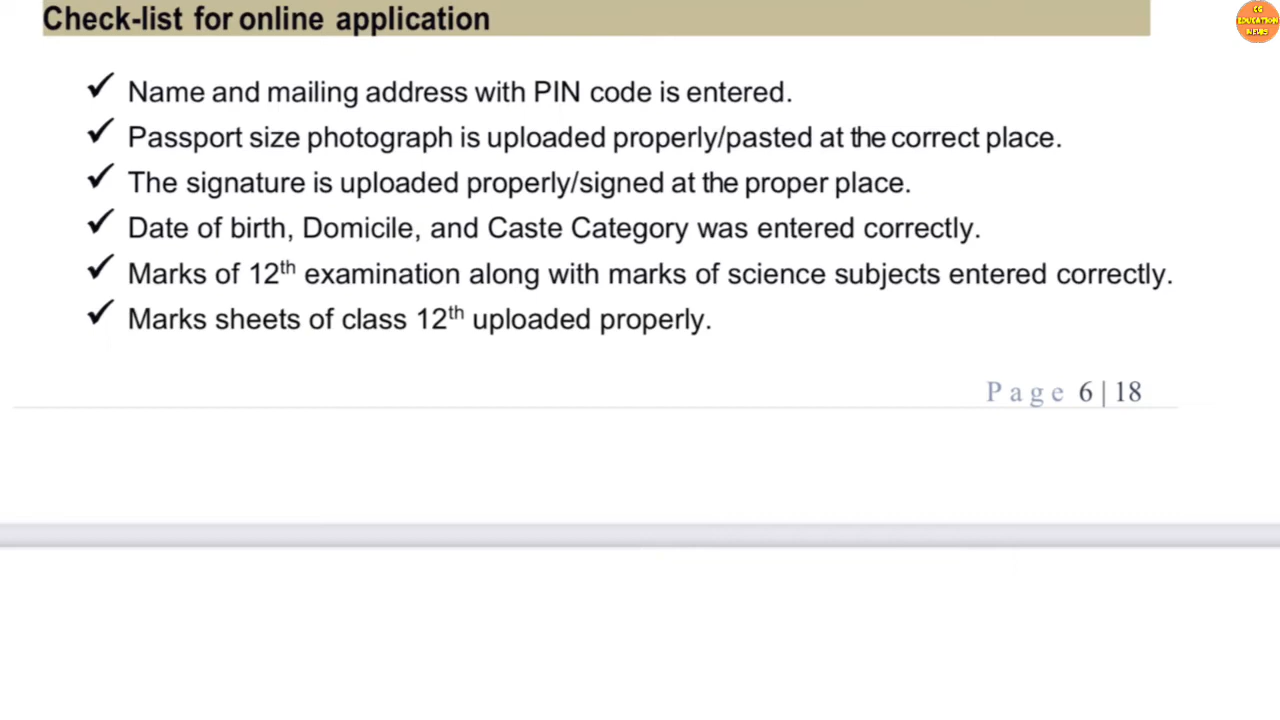 Check-list for online application
CG
EDUCATION
NEWS
✓ Name and mailing address with PIN code is entered.
✓ Passport size photograph is uploaded properly/pasted at the correct place.
✓ The signature is uploaded properly/signed at the proper place.
✓ Date of birth, Domicile, and Caste Category was entered correctly.
✓ Marks of 12th examination along with marks of science subjects entered correctly.
✓ Marks sheets of class 12th uploaded properly.
Page 6|18